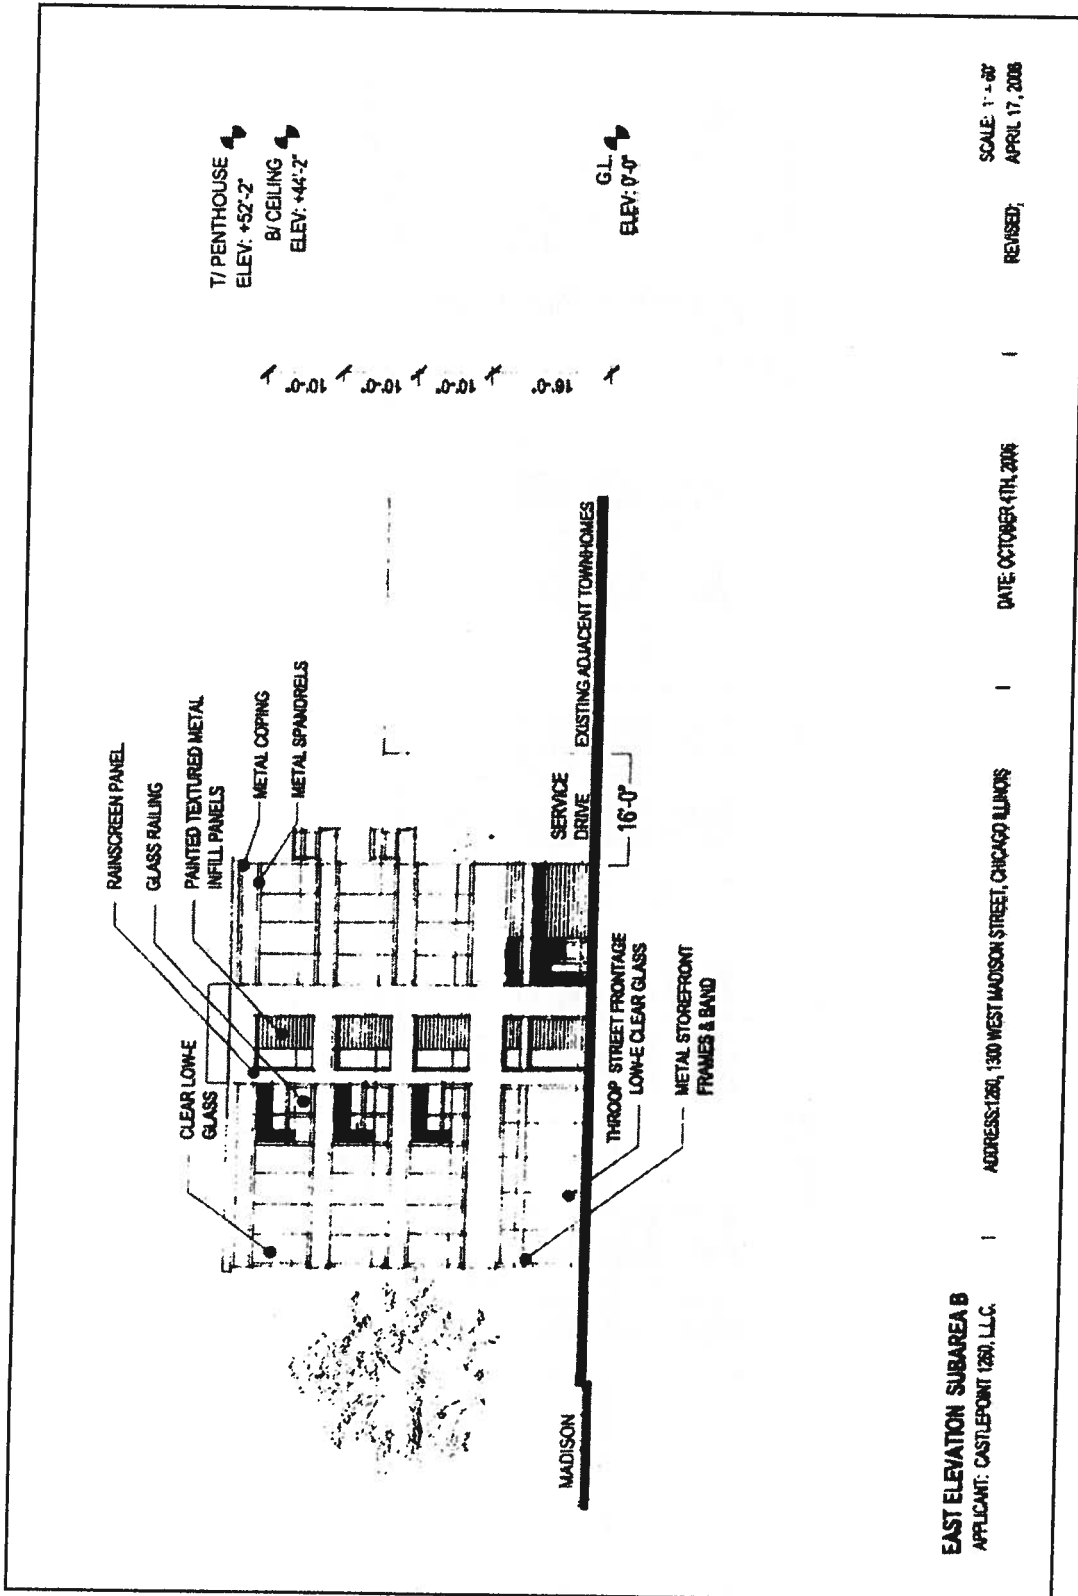 RAINSCREEN PANEL
GLASS RAILING
PAINTED TEXTURED METAL
INFILL PANELS
METAL COPING
METAL SPANDRELS
CLEAR LOW-E
GLASS
T/ PENTHOUSE
ELEV: +52'-2"
B/ CEILING
ELEV: +44'-2"
10'-0"
10'-0"
10'-0"
16'-0"
G.L.
ELEV: 0'-0"
MADISON
SERVICE
DRIVE
EXISTING ADJACENT TOWNHOMES
16'-0"
THROOP STREET FRONTAGE
LOW-E CLEAR GLASS
METAL STOREFRONT
FRAMES & BAND
EAST ELEVATION SUBAREA B
APPLICANT: CASTLEPOINT 1260, L.L.C.
ADDRESS:1260, 1300 WEST MADISON STREET, CHICAGO ILLINOIS
DATE: OCTOBER 4TH, 2006
REVISED:
SCALE: 1" = 60'
APRIL 17, 2008